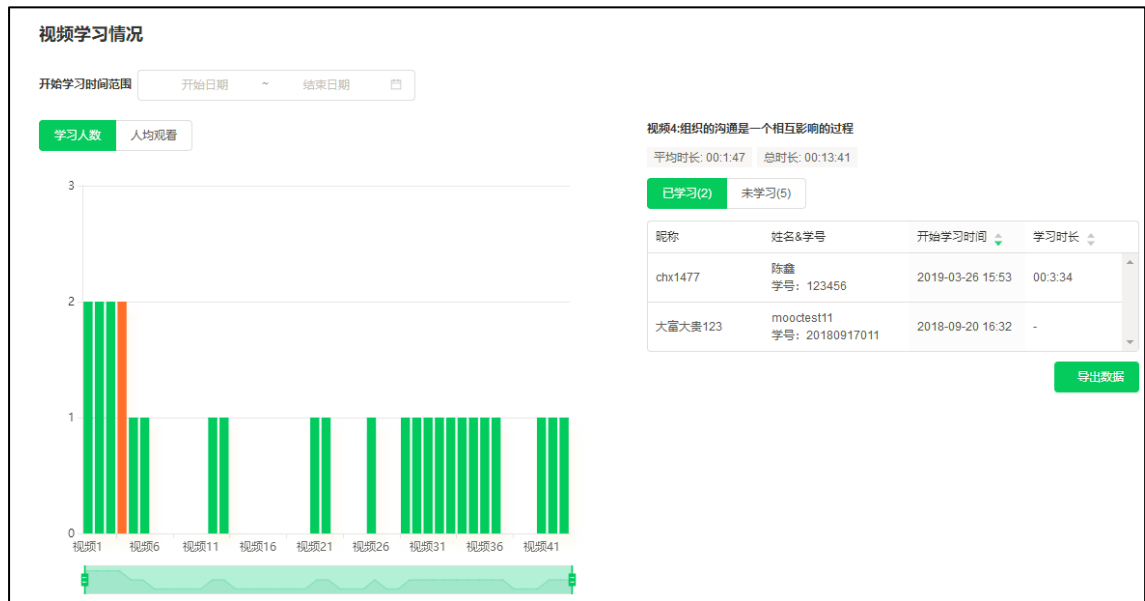 视频学习情况
开始学习时间范围 开始日期 ~ 结束日期
学习人数 人均观看
3
2
1
0
视频1 视频6 视频11 视频16 视频21 视频26 视频31 视频36 视频41
视频4:组织的沟通是一个相互影响的过程
平均时长: 00:1:47 总时长: 00:13:41
已学习(2) 未学习(5)
昵称 姓名&学号 开始学习时间 学习时长
chx1477 陈鑫 2019-03-26 15:53 00:3:34
学号：123456
大富大贵123 mooctest11 2018-09-20 16:32 -
学号：20180917011
导出数据